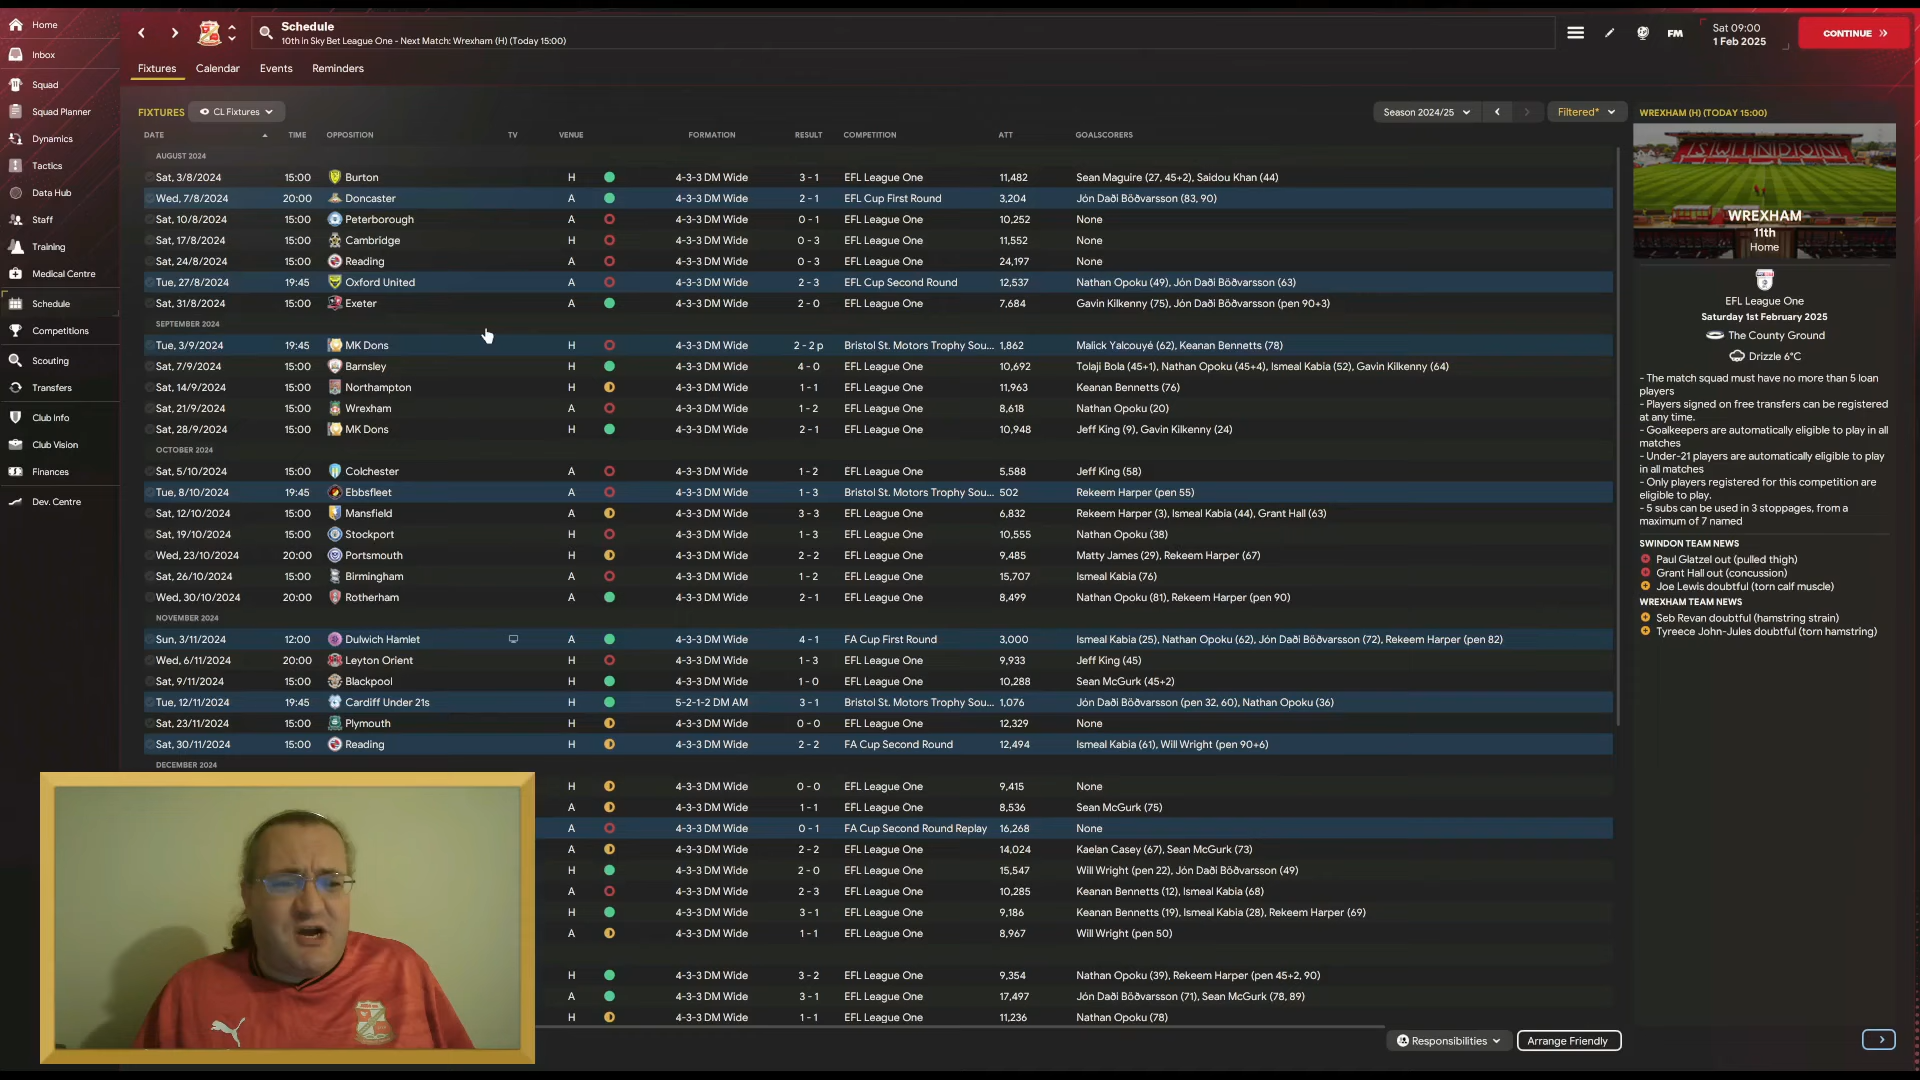 Home
Inbox
Squad
Squad Planner
Dynamics
Tactics
Data Hub
Staff
Training
Medical Centre
Schedule
Competitions
Scouting
Transfers
Club Info
Club Vision
Finances
Dev. Centre
Schedule
10th in Sky Bet League One - Next Match: Wrexham (H) (Today 15:00)
FM
Sat 09:00
1 Feb 2025
CONTINUE
Fixtures Calendar Events Reminders
FIXTURES CL Fixtures Season 2024/25 Filtered*
DATE TIME OPPOSITION TV VENUE FORMATION RESULT COMPETITION ATT GOALSCORERS
AUGUST 2024
Sat, 3/8/2024 15:00 Burton H 4-3-3 DM Wide 3 - 1 EFL League One 11,482 Sean Maguire (27, 45+2), Saidou Khan (44)
Wed, 7/8/2024 20:00 Doncaster A 4-3-3 DM Wide 2 - 1 EFL Cup First Round 3,204 Jón Daði Böðvarsson (83, 90)
Sat, 10/8/2024 15:00 Peterborough A 4-3-3 DM Wide 0 - 1 EFL League One 10,252 None
Sat, 17/8/2024 15:00 Cambridge H 4-3-3 DM Wide 0 - 3 EFL League One 11,552 None
Sat, 24/8/2024 15:00 Reading A 4-3-3 DM Wide 0 - 3 EFL League One 24,197 None
Tue, 27/8/2024 19:45 Oxford United A 4-3-3 DM Wide 2 - 3 EFL Cup Second Round 12,537 Nathan Opoku (49), Jón Daði Böðvarsson (63)
Sat, 31/8/2024 15:00 Exeter A 4-3-3 DM Wide 2 - 0 EFL League One 7,684 Gavin Kilkenny (75), Jón Daði Böðvarsson (pen 90+3)
SEPTEMBER 2024
Tue, 3/9/2024 19:45 MK Dons H 4-3-3 DM Wide 2 - 2 p Bristol St. Motors Trophy Sou... 1,862 Malick Yalcouyé (62), Keanan Bennetts (78)
Sat, 7/9/2024 15:00 Barnsley H 4-3-3 DM Wide 4 - 0 EFL League One 10,692 Tolaji Bola (45+1), Nathan Opoku (45+4), Ismeal Kabia (52), Gavin Kilkenny (64)
Sat, 14/9/2024 15:00 Northampton H 4-3-3 DM Wide 1 - 1 EFL League One 11,963 Keanan Bennetts (76)
Sat, 21/9/2024 15:00 Wrexham A 4-3-3 DM Wide 1 - 2 EFL League One 8,618 Nathan Opoku (20)
Sat, 28/9/2024 15:00 MK Dons H 4-3-3 DM Wide 2 - 1 EFL League One 10,948 Jeff King (9), Gavin Kilkenny (24)
OCTOBER 2024
Sat, 5/10/2024 15:00 Colchester A 4-3-3 DM Wide 1 - 2 EFL League One 5,588 Jeff King (58)
Tue, 8/10/2024 19:45 Ebbsfleet A 4-3-3 DM Wide 1 - 3 Bristol St. Motors Trophy Sou... 502 Rekeem Harper (pen 55)
Sat, 12/10/2024 15:00 Mansfield A 4-3-3 DM Wide 3 - 3 EFL League One 6,832 Rekeem Harper (3), Ismeal Kabia (44), Grant Hall (63)
Sat, 19/10/2024 15:00 Stockport H 4-3-3 DM Wide 1 - 3 EFL League One 10,555 Nathan Opoku (38)
Wed, 23/10/2024 20:00 Portsmouth H 4-3-3 DM Wide 2 - 2 EFL League One 9,485 Matty James (29), Rekeem Harper (67)
Sat, 26/10/2024 15:00 Birmingham A 4-3-3 DM Wide 1 - 2 EFL League One 15,707 Ismeal Kabia (76)
Wed, 30/10/2024 20:00 Rotherham A 4-3-3 DM Wide 2 - 1 EFL League One 8,499 Nathan Opoku (81), Rekeem Harper (pen 90)
NOVEMBER 2024
Sun, 3/11/2024 12:00 Dulwich Hamlet A 4-3-3 DM Wide 4 - 1 FA Cup First Round 3,000 Ismeal Kabia (25), Nathan Opoku (62), Jón Daði Böðvarsson (72), Rekeem Harper (pen 82)
Wed, 6/11/2024 20:00 Leyton Orient H 4-3-3 DM Wide 1 - 3 EFL League One 9,933 Jeff King (45)
Sat, 9/11/2024 15:00 Blackpool H 4-3-3 DM Wide 1 - 0 EFL League One 10,288 Sean McGurk (45+2)
Tue, 12/11/2024 19:45 Cardiff Under 21s H 5-2-1-2 DM AM 3 - 1 Bristol St. Motors Trophy Sou... 1,076 Jón Daði Böðvarsson (pen 32, 60), Nathan Opoku (36)
Sat, 23/11/2024 15:00 Plymouth H 4-3-3 DM Wide 0 - 0 EFL League One 12,329 None
Sat, 30/11/2024 15:00 Reading H 4-3-3 DM Wide 2 - 2 FA Cup Second Round 12,494 Ismeal Kabia (61), Will Wright (pen 90+6)
DECEMBER 2024
H 4-3-3 DM Wide 0 - 0 EFL League One 9,415 None
A 4-3-3 DM Wide 1 - 1 EFL League One 8,536 Sean McGurk (75)
A 4-3-3 DM Wide 0 - 1 FA Cup Second Round Replay 16,268 None
A 4-3-3 DM Wide 2 - 2 EFL League One 14,024 Kaelan Casey (67), Sean McGurk (73)
H 4-3-3 DM Wide 2 - 0 EFL League One 15,547 Will Wright (pen 22), Jón Daði Böðvarsson (49)
A 4-3-3 DM Wide 2 - 3 EFL League One 10,285 Keanan Bennetts (12), Ismeal Kabia (68)
H 4-3-3 DM Wide 3 - 1 EFL League One 9,186 Keanan Bennetts (19), Ismeal Kabia (28), Rekeem Harper (69)
A 4-3-3 DM Wide 1 - 1 EFL League One 8,967 Will Wright (pen 50)
H 4-3-3 DM Wide 3 - 2 EFL League One 9,354 Nathan Opoku (39), Rekeem Harper (pen 45+2, 90)
A 4-3-3 DM Wide 3 - 1 EFL League One 17,497 Jón Daði Böðvarsson (71), Sean McGurk (78, 89)
H 4-3-3 DM Wide 1 - 1 EFL League One 11,236 Nathan Opoku (78)
Responsibilities Arrange Friendly
WREXHAM (H) (TODAY 15:00)
SWINDON
WREXHAM
11th
Home
EFL League One
Saturday 1st February 2025
The County Ground
Drizzle 6°C
- The match squad must have no more than 5 loan
players
- Players signed on free transfers can be registered
at any time.
- Goalkeepers are automatically eligible to play in all
matches
- Under-21 players are automatically eligible to play
in all matches
- Only players registered for this competition are
eligible to play.
- 5 subs can be used in 3 stoppages, from a
maximum of 7 named
SWINDON TEAM NEWS
Paul Glatzel out (pulled thigh)
Grant Hall out (concussion)
Joe Lewis doubtful (torn calf muscle)
WREXHAM TEAM NEWS
Seb Revan doubtful (hamstring strain)
Tyreece John-Jules doubtful (torn hamstring)